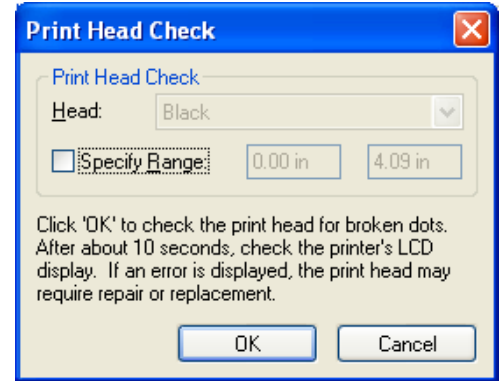 Print Head Check
Print Head Check
Head: Black
Specify Range: 0.00 in 4.09 in
Click 'OK' to check the print head for broken dots.
After about 10 seconds, check the printer's LCD
display. If an error is displayed, the print head may
require repair or replacement.
OK Cancel